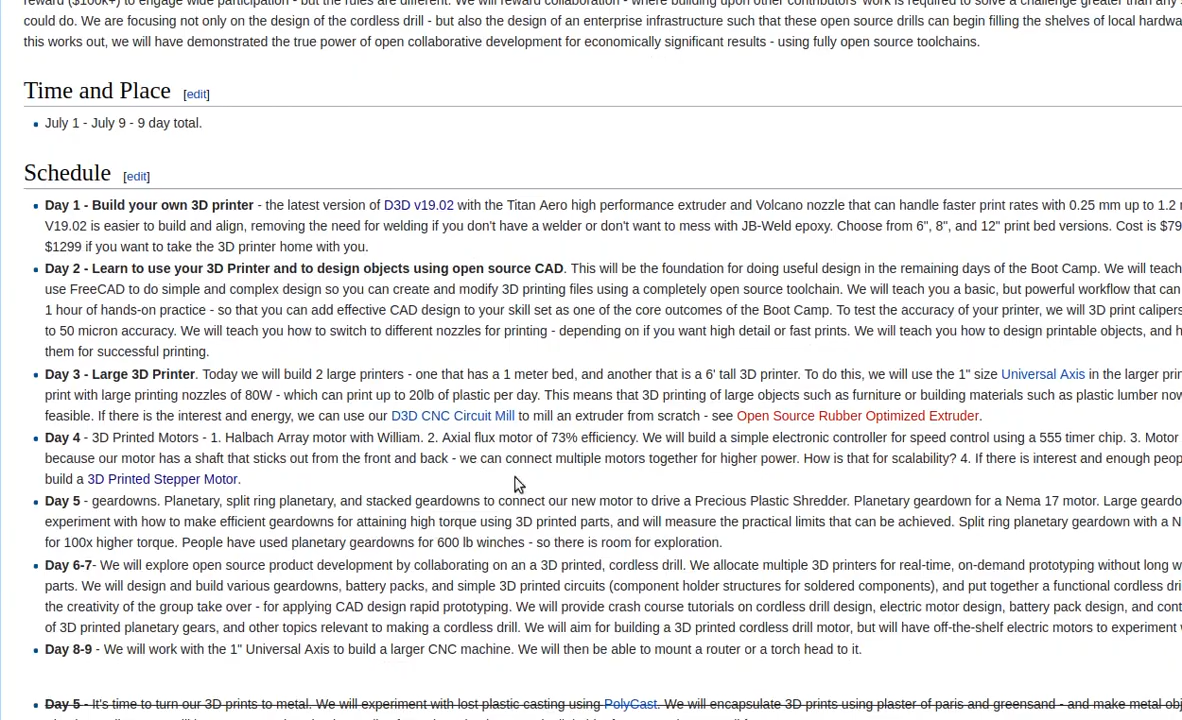 reward ($100k+) to engage wide participation - but the rules are different. We will reward collaboration - where building upon other contributors' work is required to solve a challenge greater than any
could do. We are focusing not only on the design of the cordless drill - but also the design of an enterprise infrastructure such that these open source drills can begin filling the shelves of local
this works out, we will have demonstrated the true power of open collaborative development for economically significant results - using fully open source toolchains.
Time and Place [edit]
July 1 - July 9 - 9 day total.
Schedule [edit]
Day 1 - Build your own 3D printer - the latest version of D3D v19.02 with the Titan Aero high performance extruder and Volcano nozzle that can handle faster print rates with 0.25 mm up to 1.2
V19.02 is easier to build and align, removing the need for welding if you don't have a welder or don't want to mess with JB-Weld epoxy. Choose from 6", 8", and 12" print bed versions. Cost is $79
$1299 if you want to take the 3D printer home with you.
Day 2 - Learn to use your 3D Printer and to design objects using open source CAD. This will be the foundation for doing useful design in the remaining days of the Boot Camp. We will teach
use FreeCAD to do simple and complex design so you can create and modify 3D printing files using a completely open source toolchain. We will teach you a basic, but powerful workflow that can
1 hour of hands-on practice - so that you can add effective CAD design to your skill set as one of the core outcomes of the Boot Camp. To test the accuracy of your printer, we will 3D print calipers
to 50 micron accuracy. We will teach you how to switch to different nozzles for printing - depending on if you want high detail or fast prints. We will teach you how to design printable objects, and h
them for successful printing.
Day 3 - Large 3D Printer. Today we will build 2 large printers - one that has a 1 meter bed, and another that is a 6' tall 3D printer. To do this, we will use the 1" size Universal Axis in the larger prin
print with large printing nozzles of 80W - which can print up to 20lb of plastic per day. This means that 3D printing of large objects such as furniture or building materials such as plastic lumber now
feasible. If there is the interest and energy, we can use our D3D CNC Circuit Mill to mill an extruder from scratch - see Open Source Rubber Optimized Extruder.
Day 4 - 3D Printed Motors - 1. Halbach Array motor with William. 2. Axial flux motor of 73% efficiency. We will build a simple electronic controller for speed control using a 555 timer chip. 3. Motor
because our motor has a shaft that sticks out from the front and back - we can connect multiple motors together for higher power. How is that for scalability? 4. If there is interest and enough peop
build a 3D Printed Stepper Motor.
Day 5 - geardowns. Planetary, split ring planetary, and stacked geardowns to connect our new motor to drive a Precious Plastic Shredder. Planetary geardown for a Nema 17 motor. Large geardo
experiment with how to make efficient geardowns for attaining high torque using 3D printed parts, and will measure the practical limits that can be achieved. Split ring planetary geardown with a N
for 100x higher torque. People have used planetary geardowns for 600 lb winches - so there is room for exploration.
Day 6-7- We will explore open source product development by collaborating on an a 3D printed, cordless drill. We allocate multiple 3D printers for real-time, on-demand prototyping without long w
parts. We will design and build various geardowns, battery packs, and simple 3D printed circuits (component holder structures for soldered components), and put together a functional cordless dri
the creativity of the group take over - for applying CAD design rapid prototyping. We will provide crash course tutorials on cordless drill design, electric motor design, battery pack design, and cont
of 3D printed planetary gears, and other topics relevant to making a cordless drill. We will aim for building a 3D printed cordless drill motor, but will have off-the-shelf electric motors to experiment
Day 8-9 - We will work with the 1" Universal Axis to build a larger CNC machine. We will then be able to mount a router or a torch head to it.
Day 5 - It's time to turn our 3D prints to metal. We will experiment with lost plastic casting using PolyCast. We will encapsulate 3D prints using plaster of paris and greensand - and make metal obj